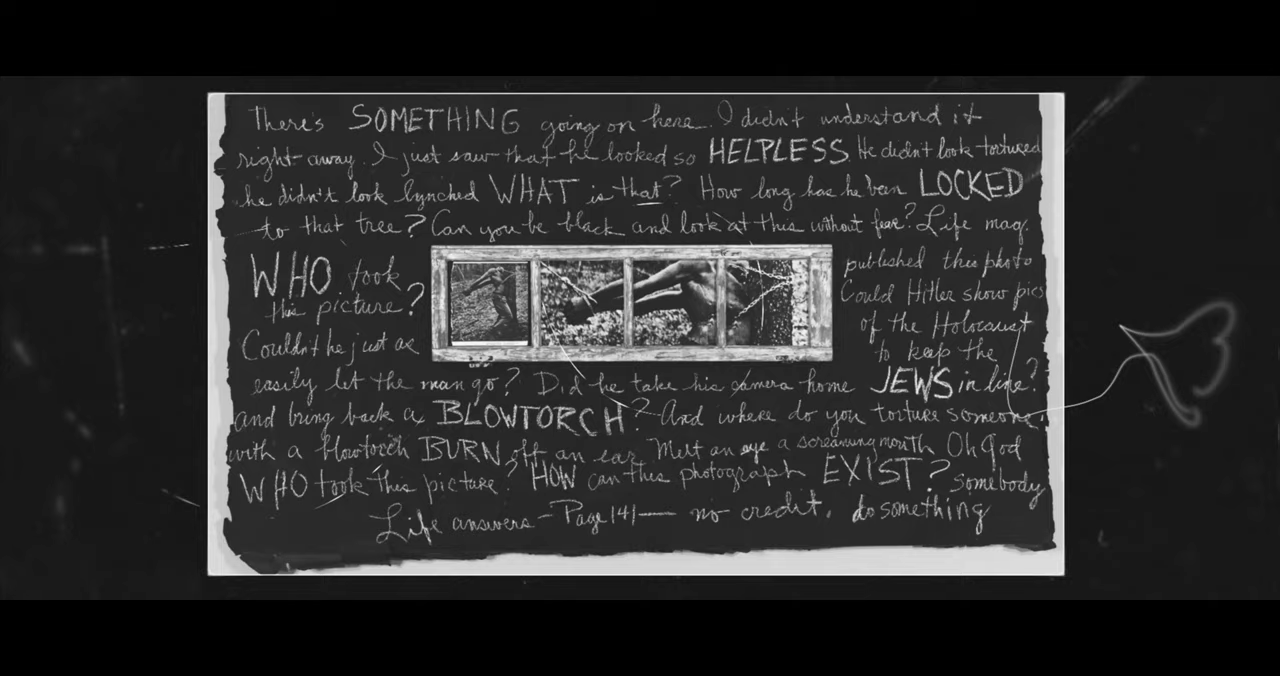 There's SOMETHING going on here. I didn't understand it
right-away. I just saw that he looked so HELPLESS. He didn't look tortured
he didn't look lynched WHAT is that? How long has he been LOCKED
to that tree? Can you be black and look at this without fear? Life mag.
WHO took
this picture?
Couldn't he just as
published this photo
Could Hitler show pics
of the Holocaust
to keep the
easily let the man go? Did he take his camera home JEWS in line?
and bring back a BLOWTORCH? And where do you torture someone
with a blowtorch BURN off an ear. Melt an eye a screaming mouth Oh God
WHO took this picture? HOW can this photograph EXIST? Somebody
Life answers - Page 141 — no credit. do something